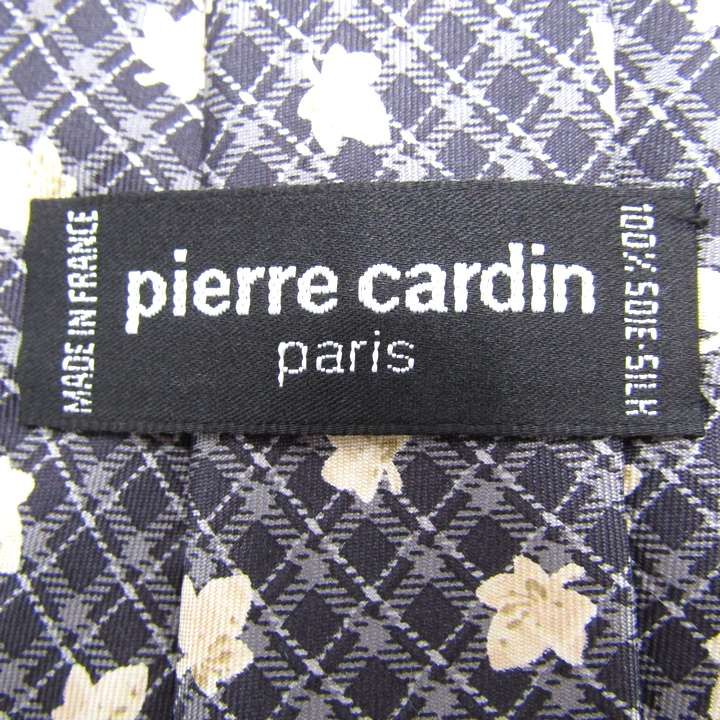 MADE IN FRANCE
pierre cardin
paris
100% SOIE·SILK